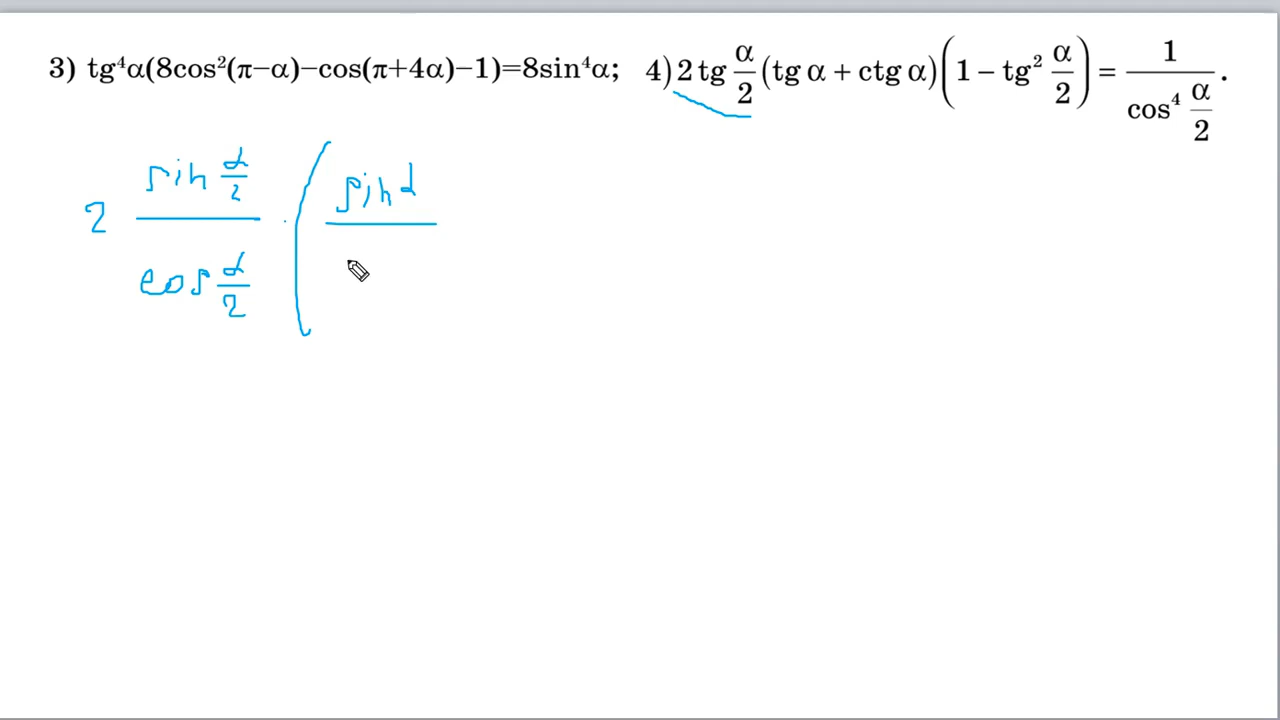 3) tg⁴α(8cos²(π−α)−cos(π+4α)−1)=8sin⁴α; 4) 2 tg α/2 (tg α + ctg α)(1 − tg² α/2) = 1/cos⁴ α/2.
2 sin α/2 / cos α/2 · ( sin α